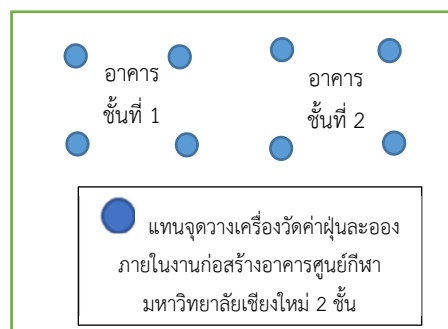 อาคาร
ชั้นที่ 1
อาคาร
ชั้นที่ 2
แทนจุดวางเครื่องวัดค่าฝุ่นละออง
ภายในงานก่อสร้างอาคารศูนย์กีฬา
มหาวิทยาลัยเชียงใหม่ 2 ชั้น